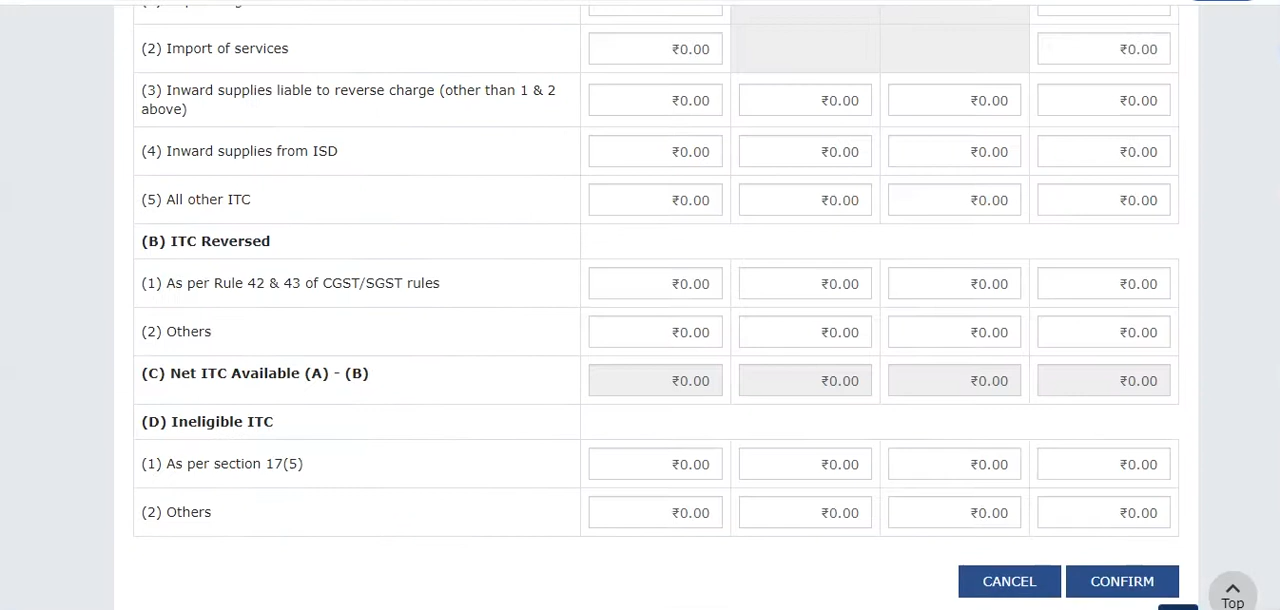 (2) Import of services ₹0.00 ₹0.00
(3) Inward supplies liable to reverse charge (other than 1 & 2
above) ₹0.00 ₹0.00 ₹0.00 ₹0.00
(4) Inward supplies from ISD ₹0.00 ₹0.00 ₹0.00 ₹0.00
(5) All other ITC ₹0.00 ₹0.00 ₹0.00 ₹0.00
(B) ITC Reversed
(1) As per Rule 42 & 43 of CGST/SGST rules ₹0.00 ₹0.00 ₹0.00 ₹0.00
(2) Others ₹0.00 ₹0.00 ₹0.00 ₹0.00
(C) Net ITC Available (A) - (B) ₹0.00 ₹0.00 ₹0.00 ₹0.00
(D) Ineligible ITC
(1) As per section 17(5) ₹0.00 ₹0.00 ₹0.00 ₹0.00
(2) Others ₹0.00 ₹0.00 ₹0.00 ₹0.00
CANCEL CONFIRM
Top